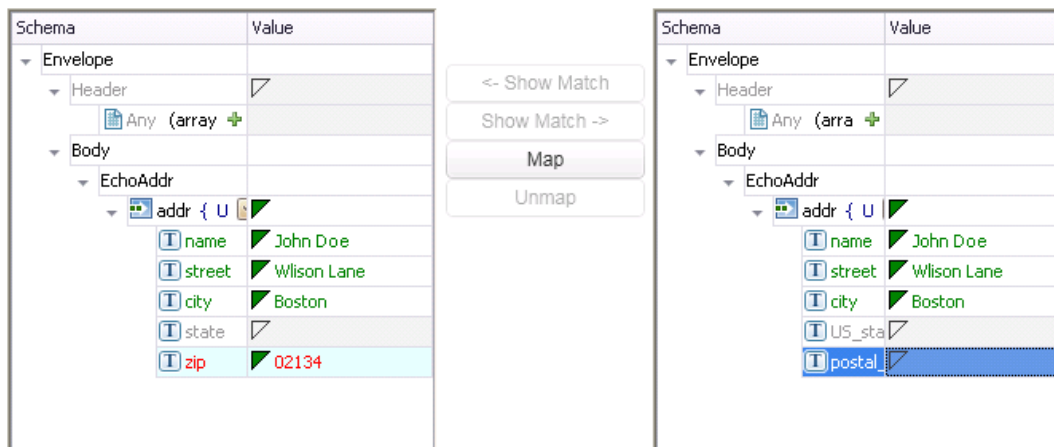 Schema Value
Envelope
Header
Any (array
Body
EchoAddr
addr { U
T name John Doe
T street Wlison Lane
T city Boston
T state
T zip 02134
<- Show Match
Show Match ->
Map
Unmap
Schema Value
Envelope
Header
Any (arra
Body
EchoAddr
addr { U
T name John Doe
T street Wlison Lane
T city Boston
T US_sta
T postal_